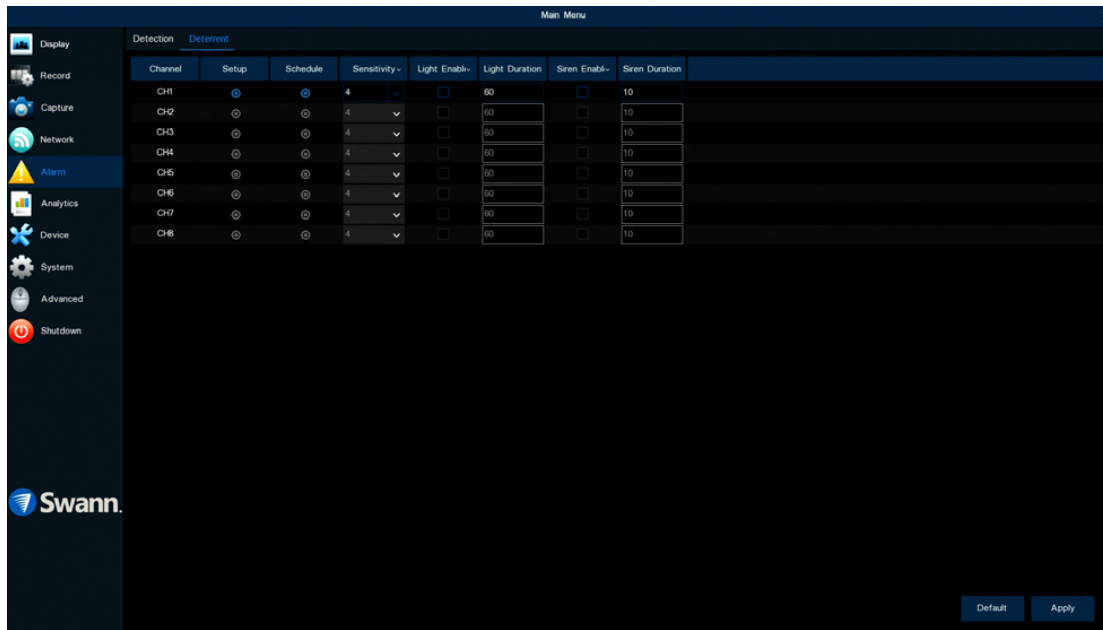 Main Menu
Display
Record
Capture
Network
Alarm
Analytics
Device
System
Advanced
Shutdown
Swann.
Detection Deterrent
Channel Setup Schedule Sensitivity Light Enabl Light Duration Siren Enabl Siren Duration
CH1 4 60 10
CH2 4 60 10
CH3 4 60 10
CH4 4 60 10
CH5 4 60 10
CH6 4 60 10
CH7 4 60 10
CH8 4 60 10
Default Apply